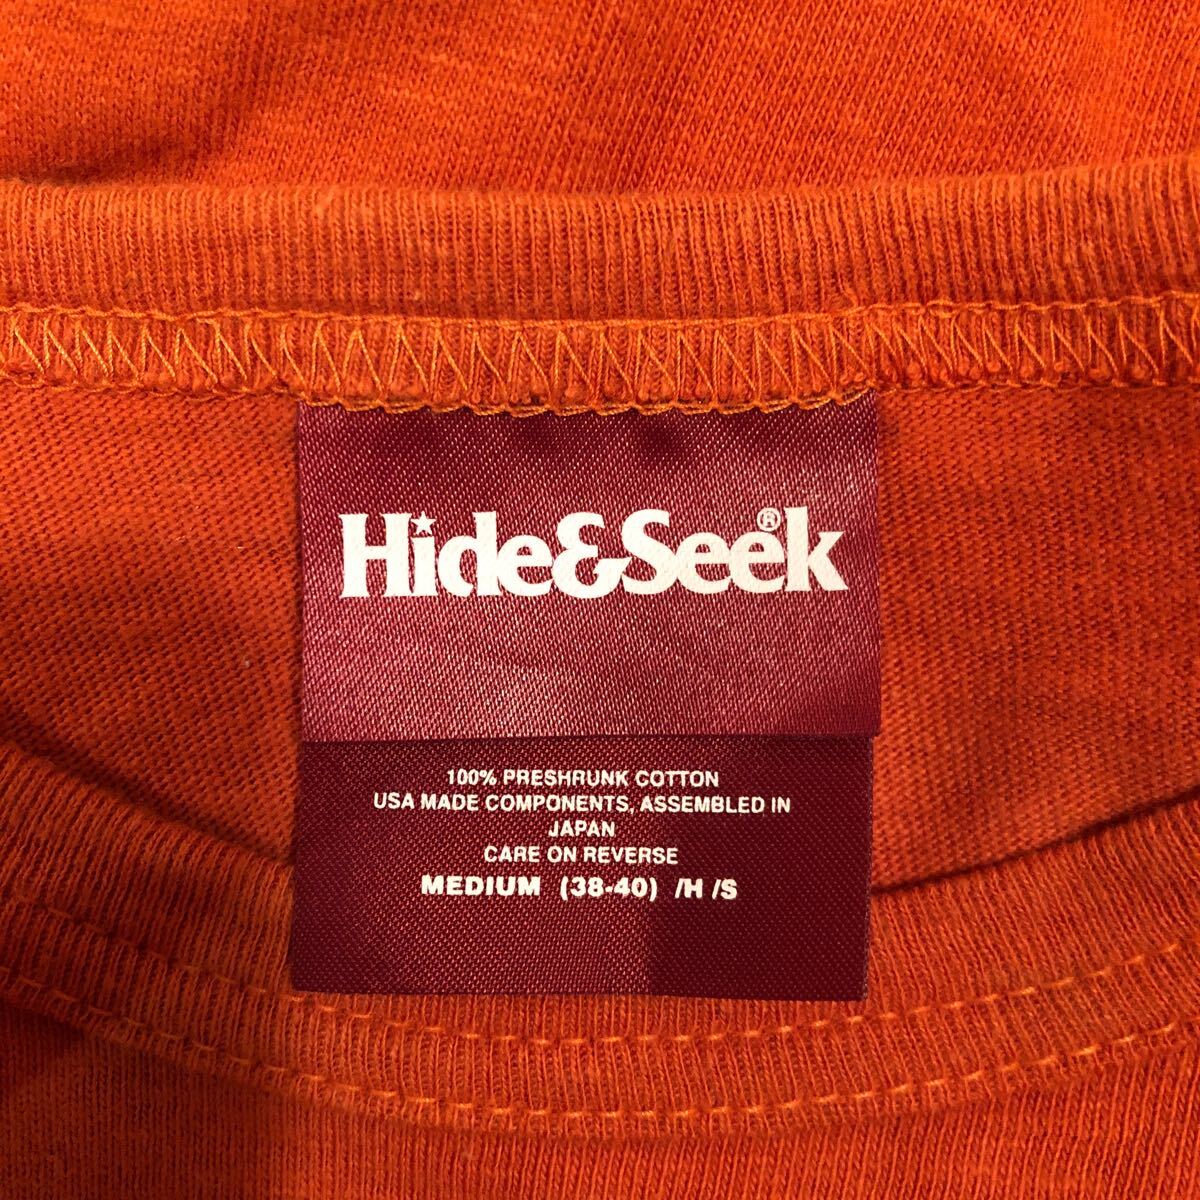 Hide&Seek®
100% PRESHRUNK COTTON
USA MADE COMPONENTS, ASSEMBLED IN
JAPAN
CARE ON REVERSE
MEDIUM (38-40) /H /S